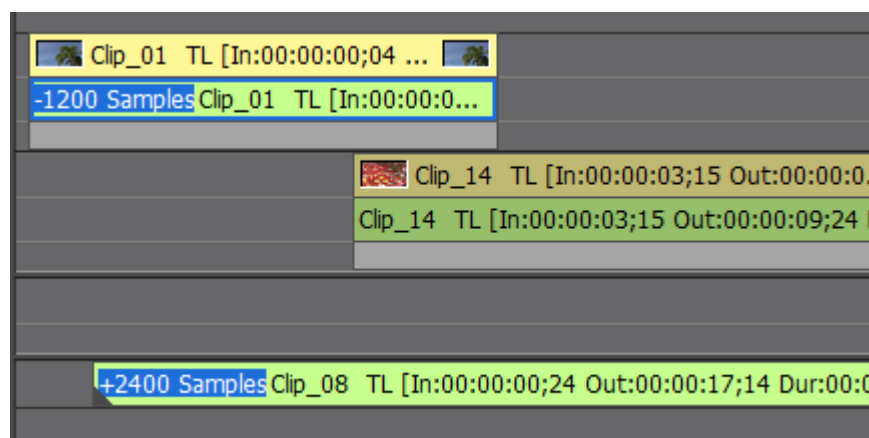 Clip_01 TL [In:00:00:00;04 ...
-1200 Samples Clip_01 TL [In:00:00:0...
Clip_14 TL [In:00:00:03;15 Out:00:00:0.
Clip_14 TL [In:00:00:03;15 Out:00:00:09;24
+2400 Samples Clip_08 TL [In:00:00:00;24 Out:00:00:17;14 Dur:00:0